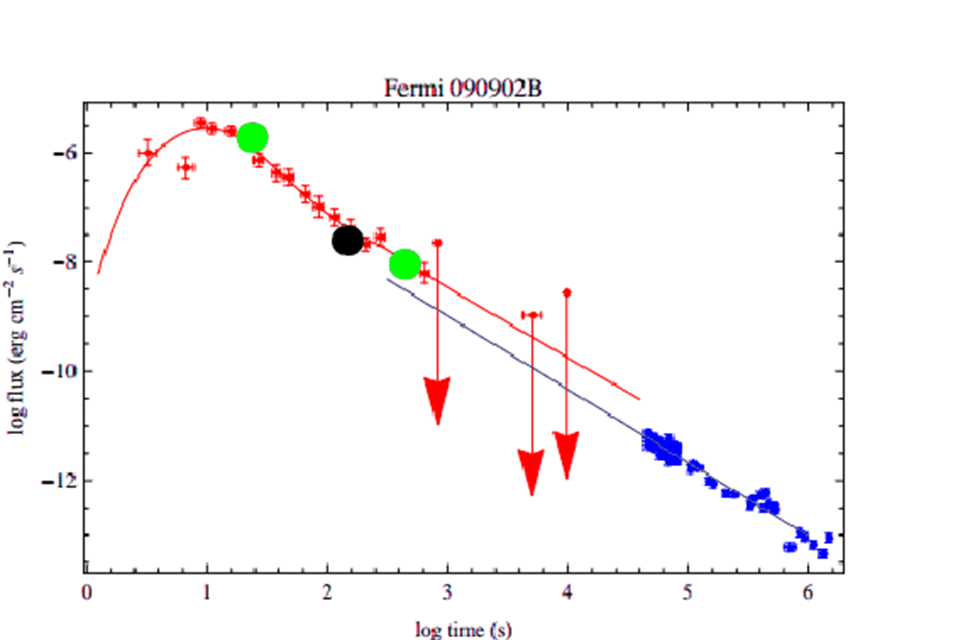 Fermi 090902B
−6
−8
−10
−12
log flux (erg cm⁻² s⁻¹)
0 1 2 3 4 5 6
log time (s)